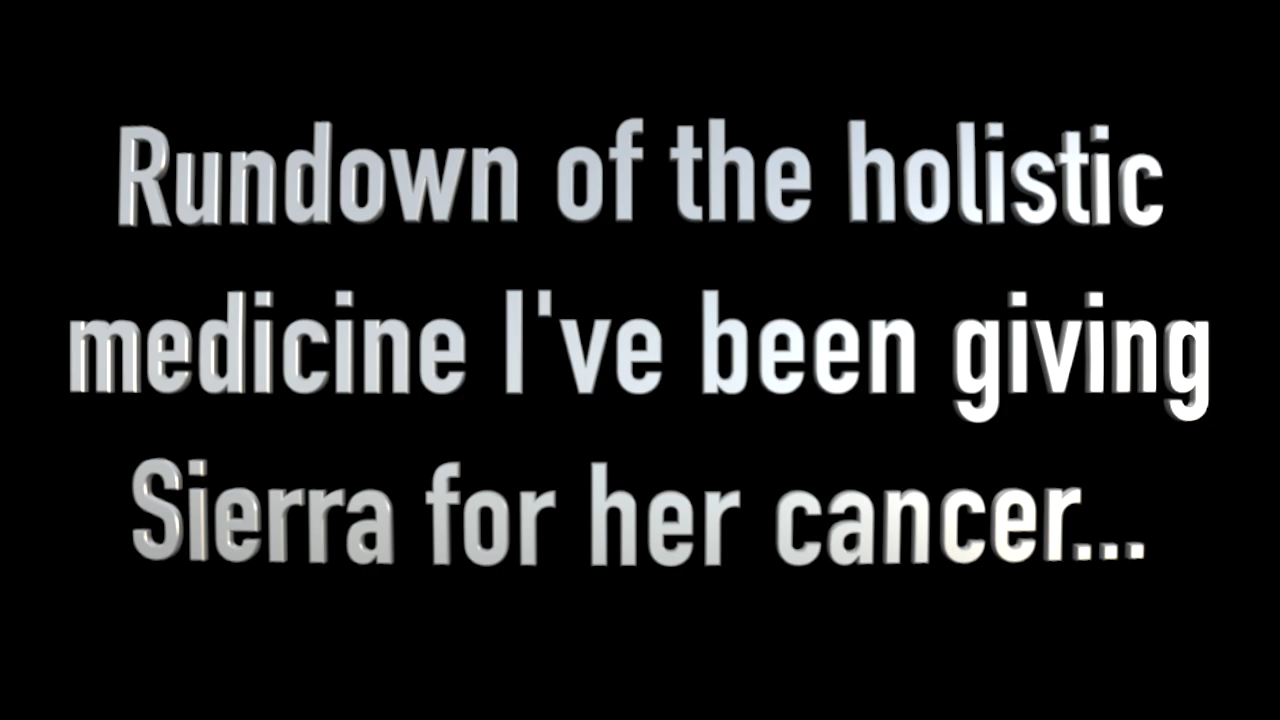 Rundown of the holistic
medicine I've been giving
Sierra for her cancer...